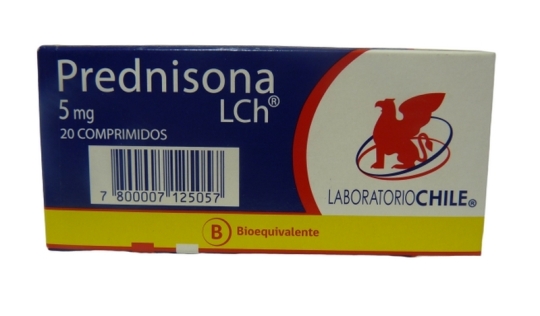 Prednisona
LCh®
5 mg
20 COMPRIMIDOS
7 800007 125057
LABORATORIOCHILE®
B Bioequivalente